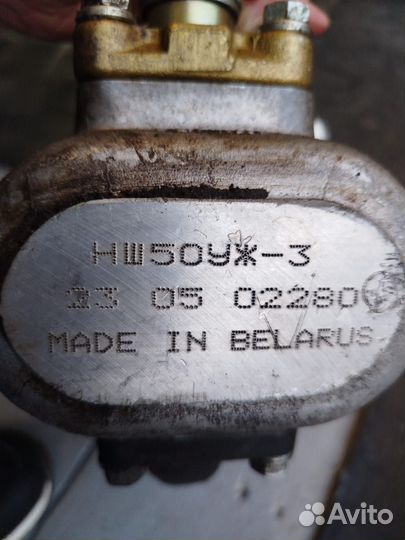 НШ50УЖ-3
23 05 02280
MADE IN BELARUS
Avito